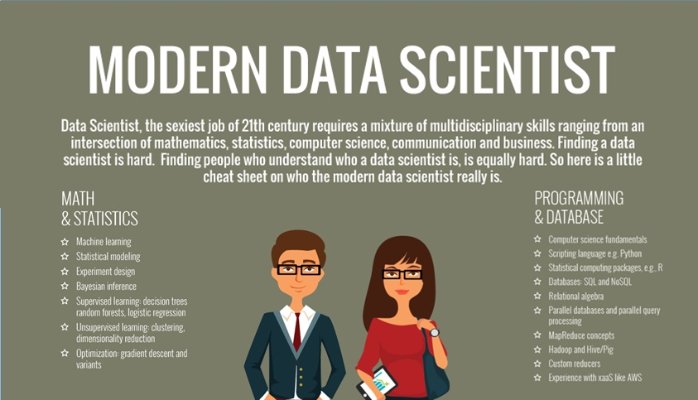 MODERN DATA SCIENTIST
Data Scientist, the sexiest job of 21th century requires a mixture of multidisciplinary skills ranging from an
intersection of mathematics, statistics, computer science, communication and business. Finding a data
scientist is hard. Finding people who understand who a data scientist is, is equally hard. So here is a little
cheat sheet on who the modern data scientist really is.
MATH
& STATISTICS
Machine learning
Statistical modeling
Experiment design
Bayesian inference
Supervised learning: decision trees
random forests, logistic regression
Unsupervised learning: clustering,
dimensionality reduction
Optimization: gradient descent and
variants
PROGRAMMING
& DATABASE
Computer science fundamentals
Scripting language e.g. Python
Statistical computing packages, e.g., R
Databases: SQL and NoSQL
Relational algebra
Parallel databases and parallel query
processing
MapReduce concepts
Hadoop and Hive/Pig
Custom reducers
Experience with xaaS like AWS